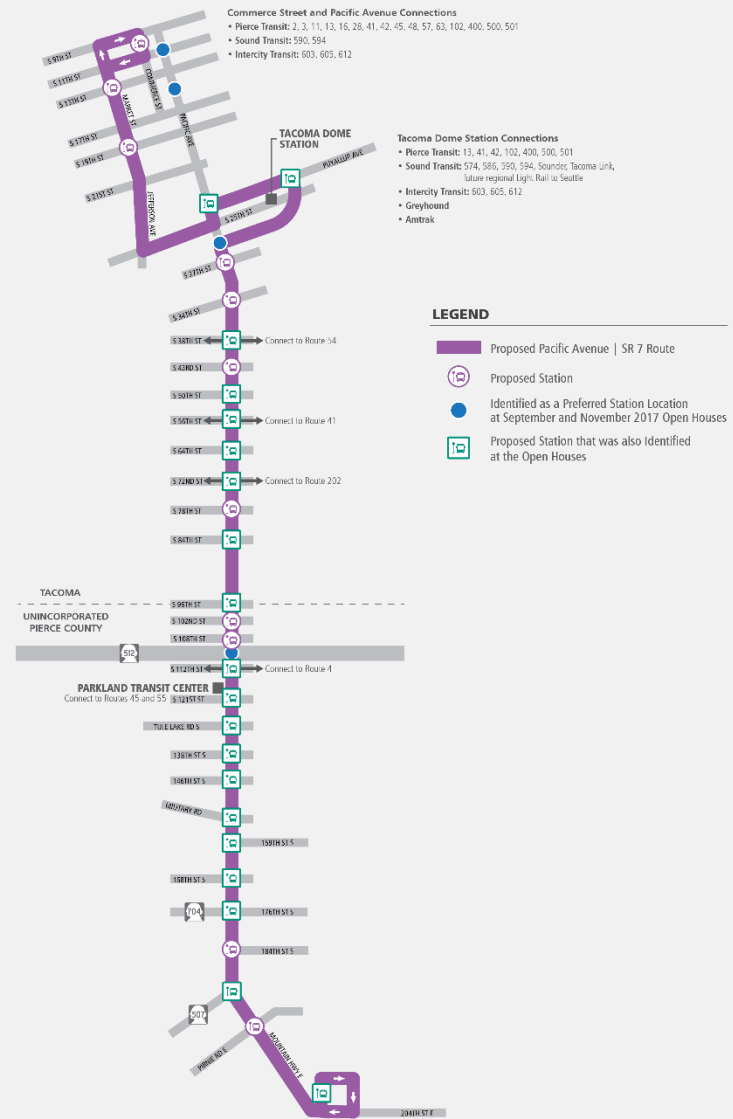 Commerce Street and Pacific Avenue Connections
• Pierce Transit: 2, 3, 11, 13, 16, 28, 41, 42, 45, 48, 57, 63, 102, 400, 500, 501
• Sound Transit: 590, 594
• Intercity Transit: 603, 605, 612
S 9TH ST
S 11TH ST
S 13TH ST
COMMERCE ST
MARKET ST
PACIFIC AVE
S 17TH ST
S 19TH ST
S 21ST ST
JEFFERSON AVE
TACOMA DOME
STATION
PUYALLUP AVE
S 25TH ST
Tacoma Dome Station Connections
• Pierce Transit: 13, 41, 42, 102, 400, 500, 501
• Sound Transit: 574, 586, 590, 594, Sounder, Tacoma Link,
future regional Light Rail to Seattle
• Intercity Transit: 603, 605, 612
• Greyhound
• Amtrak
S 37TH ST
S 34TH ST
S 38TH ST
Connect to Route 54
S 43RD ST
S 50TH ST
S 56TH ST
Connect to Route 41
S 64TH ST
S 72ND ST
Connect to Route 202
S 78TH ST
S 84TH ST
LEGEND
Proposed Pacific Avenue | SR 7 Route
Proposed Station
Identified as a Preferred Station Location
at September and November 2017 Open Houses
Proposed Station that was also Identified
at the Open Houses
TACOMA
S 96TH ST
UNINCORPORATED
PIERCE COUNTY
S 102ND ST
S 108TH ST
512
S 112TH ST
Connect to Route 4
PARKLAND TRANSIT CENTER
Connect to Routes 45 and 55
S 121ST ST
TULE LAKE RD S
138TH ST S
146TH ST S
MILITARY RD
159TH ST S
168TH ST S
704
176TH ST S
184TH ST S
507
PIRNIE RD E
MOUNTAIN HWY E
204TH ST E